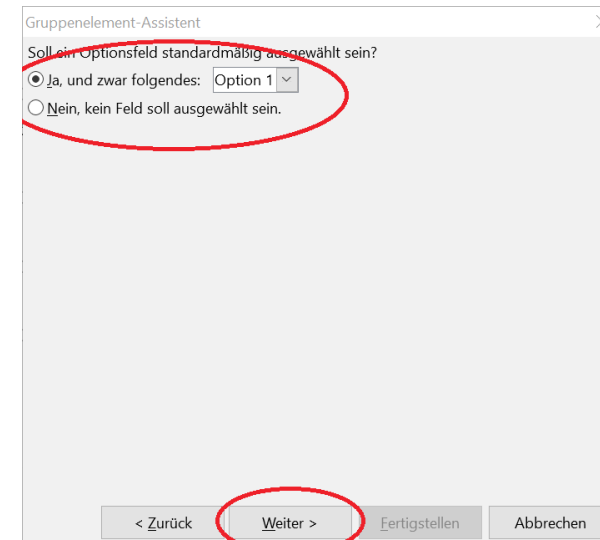 Gruppenelement-Assistent
Soll ein Optionsfeld standardmäßig ausgewählt sein?
Ja, und zwar folgendes: Option 1
Nein, kein Feld soll ausgewählt sein.
< Zurück Weiter > Fertigstellen Abbrechen